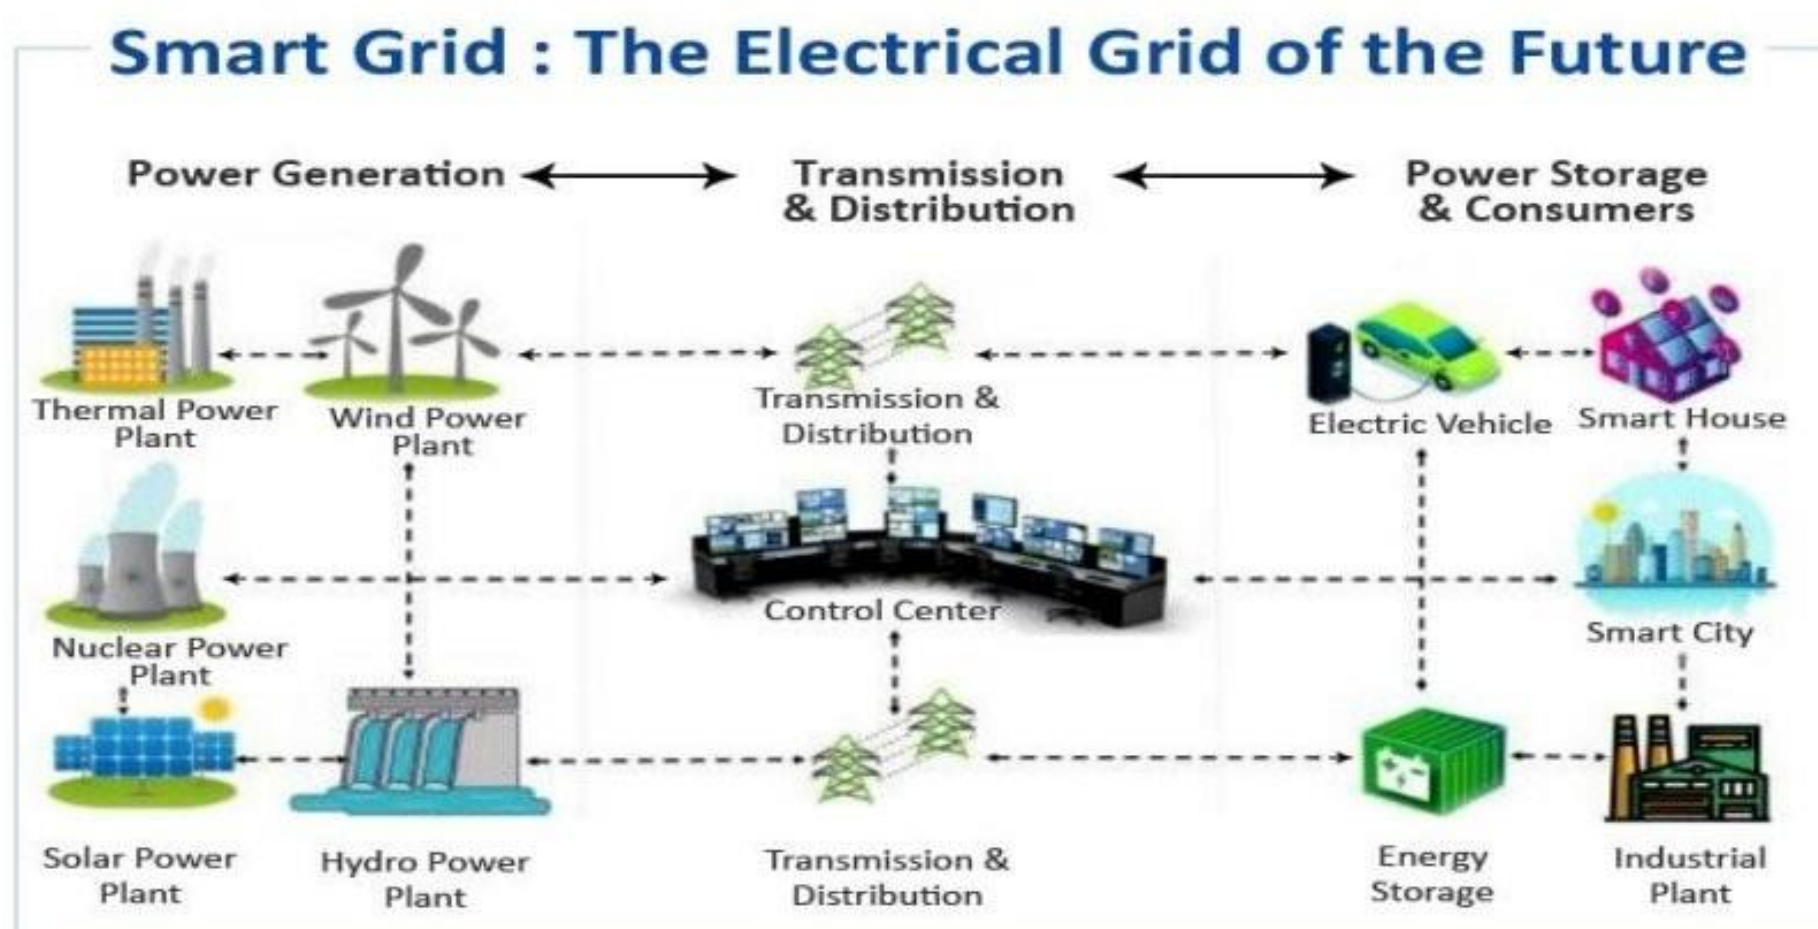 Smart Grid : The Electrical Grid of the Future
Power Generation
Transmission
& Distribution
Power Storage
& Consumers
Thermal Power
Plant
Wind Power
Plant
Transmission &
Distribution
Electric Vehicle
Smart House
Nuclear Power
Plant
Control Center
Smart City
Solar Power
Plant
Hydro Power
Plant
Transmission &
Distribution
Energy
Storage
Industrial
Plant